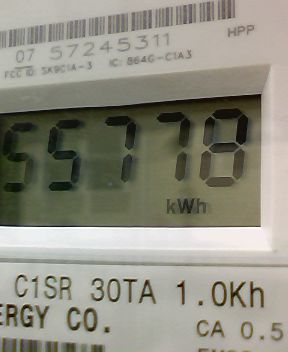 07 57245311
HPP
FCC ID: SK9C1A-3 IC: 864G-C1A3
55778
kWh
C1SR 30TA 1.0Kh
ERGY CO.
CA 0.5